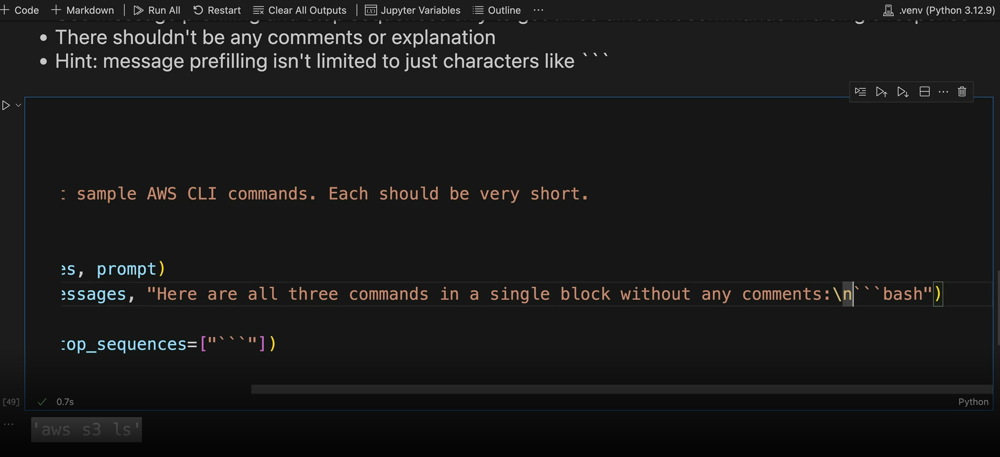 Code Markdown Run All Restart Clear All Outputs Jupyter Variables Outline ... .venv (Python 3.12.9)
• There shouldn't be any comments or explanation
• Hint: message prefilling isn't limited to just characters like ```
sample AWS CLI commands. Each should be very short.
es, prompt)
essages, "Here are all three commands in a single block without any comments:\n```bash")
top_sequences=["```"])
[49] 0.7s Python
'aws s3 ls'